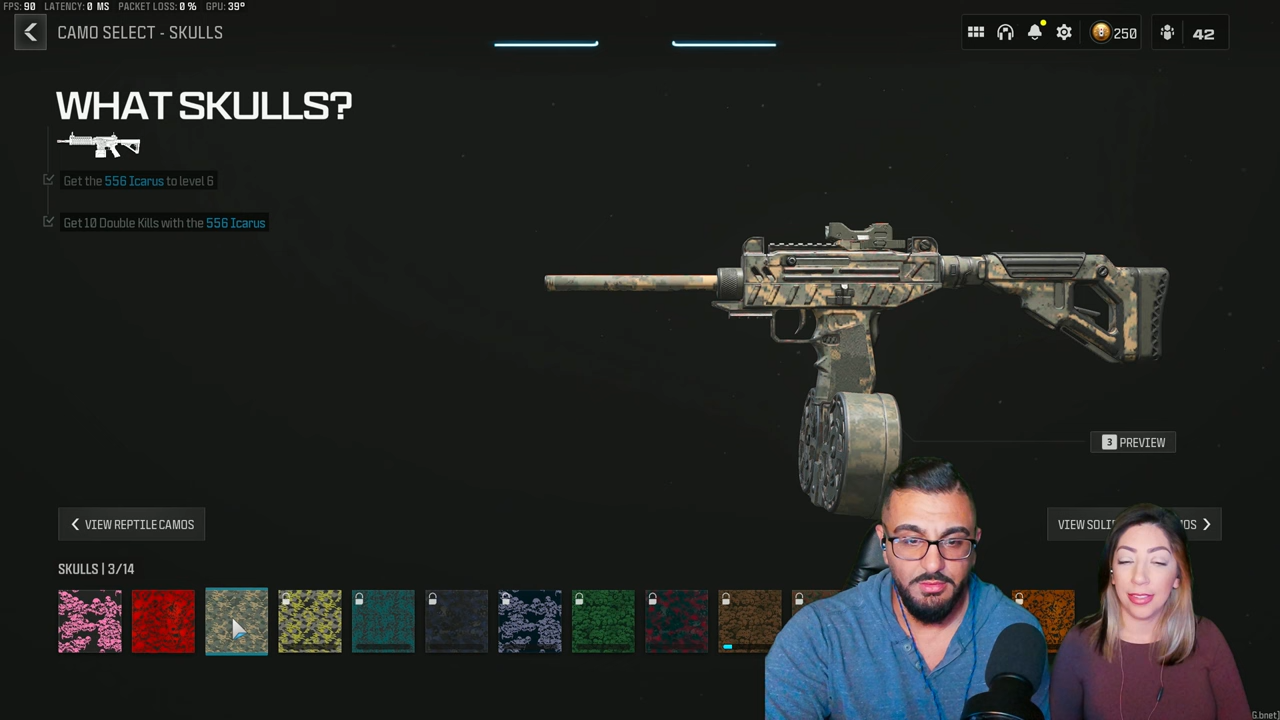 FPS: 90 LATENCY: 0 MS PACKET LOSS: 0 % GPU: 39°
CAMO SELECT - SKULLS
250
42
WHAT SKULLS?
Get the 556 Icarus to level 6
Get 10 Double Kills with the 556 Icarus
3 PREVIEW
VIEW REPTILE CAMOS
VIEW SOLI OS
SKULLS | 3/14
G.bnet